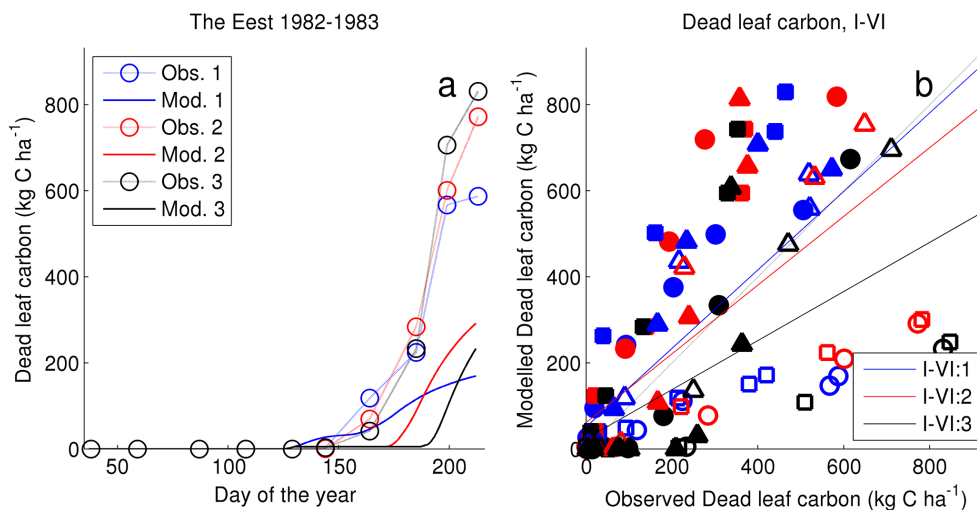 The Eest 1982-1983
Dead leaf carbon, I-VI
Obs. 1
Mod. 1
Obs. 2
Mod. 2
Obs. 3
Mod. 3
a
b
Dead leaf carbon (kg C ha⁻¹)
800
600
400
200
0
50
100
150
200
Day of the year
Modelled Dead leaf carbon (kg C ha⁻¹)
800
600
400
200
0
0
200
400
600
800
Observed Dead leaf carbon (kg C ha⁻¹)
I-VI:1
I-VI:2
I-VI:3